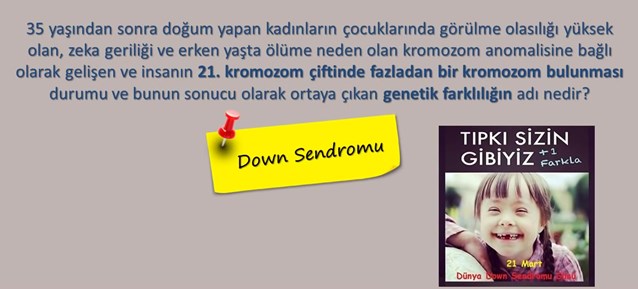 35 yaşından sonra doğum yapan kadınların çocuklarında görülme olasılığı yüksek
olan, zeka geriliği ve erken yaşta ölüme neden olan kromozom anomalisine bağlı
olarak gelişen ve insanın 21. kromozom çiftinde fazladan bir kromozom bulunması
durumu ve bunun sonucu olarak ortaya çıkan genetik farklılığın adı nedir?
Down Sendromu
TIPKI SİZİN
GİBİYİZ +1
Farkla
21 Mart
Dünya Down Sendromu Günü